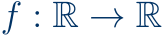 f : ℝ → ℝ